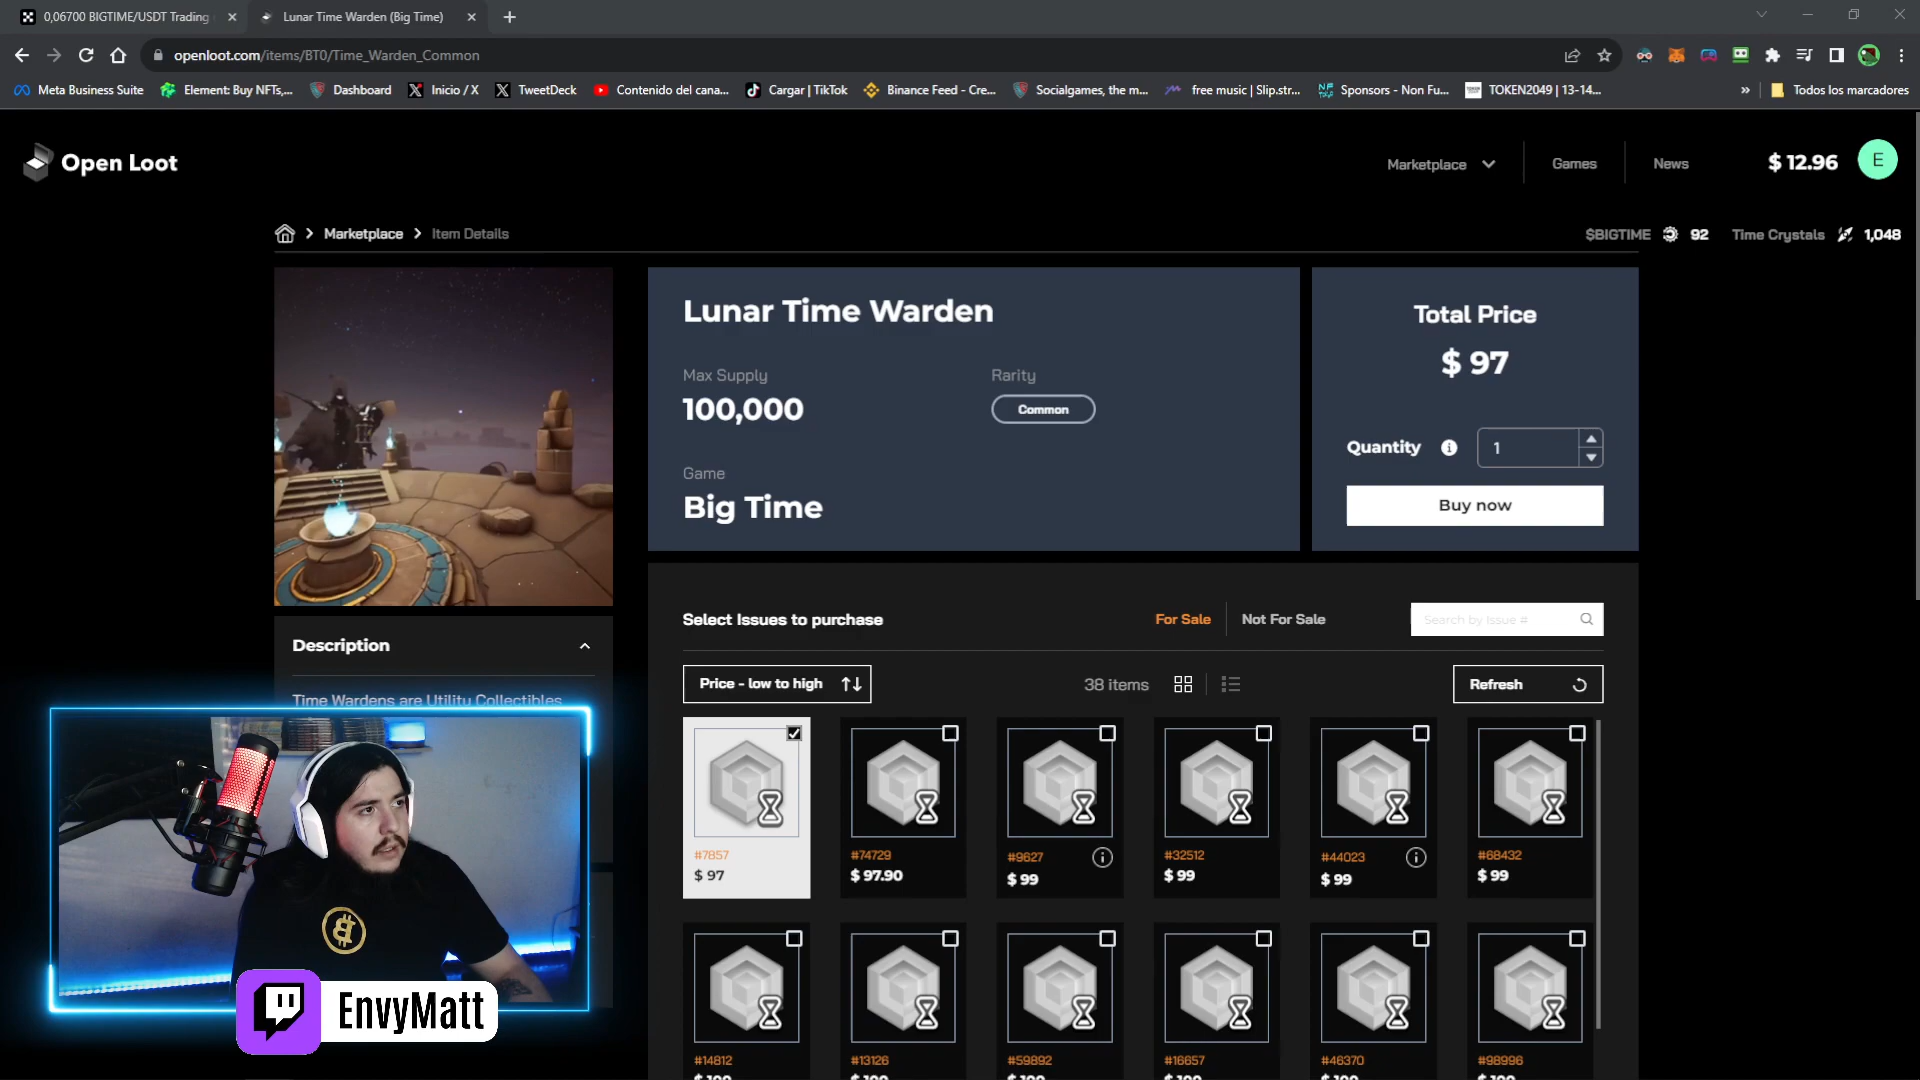 0,06700 BIGTIME/USDT Trading
Lunar Time Warden (Big Time)
openloot.com/items/BT0/Time_Warden_Common
Meta Business Suite
Element: Buy NFTs,...
Dashboard
Inicio / X
TweetDeck
Contenido del cana...
Cargar | TikTok
Binance Feed - Cre...
Socialgames, the m...
free music | Slip.str...
Sponsors - Non Fu...
TOKEN2049 | 13-14...
»
Todos los marcadores
Open Loot
Marketplace
Games
News
$ 12.96
E
Marketplace
Item Details
$BIGTIME 92
Time Crystals 1,048
Lunar Time Warden
Max Supply
100,000
Rarity
Common
Game
Big Time
Total Price
$ 97
Quantity 1
Buy now
Description
Time Wardens are Utility Collectibles
Select Issues to purchase
For Sale
Not For Sale
Search by Issue #
Price - low to high
38 items
Refresh
#7857
$ 97
#74729
$ 97.90
#9627
$ 99
#32512
$ 99
#44023
$ 99
#68432
$ 99
#14812
#13126
#59892
#16657
#46370
#98996
EnvyMatt